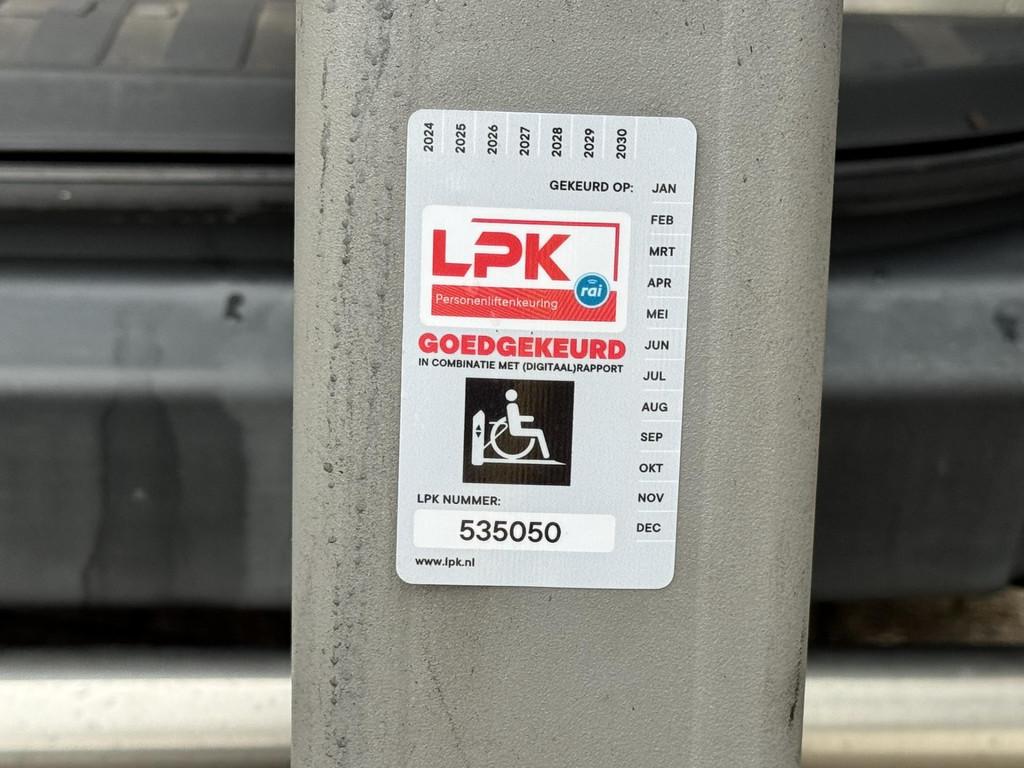 2024 2025 2026 2027 2028 2029 2030
GEKEURD OP: JAN
FEB
MRT
APR
MEI
JUN
JUL
AUG
SEP
OKT
NOV
DEC
LPK
rai
Personenliftenkeuring
GOEDGEKEURD
IN COMBINATIE MET (DIGITAAL)RAPPORT
LPK NUMMER:
535050
www.lpk.nl